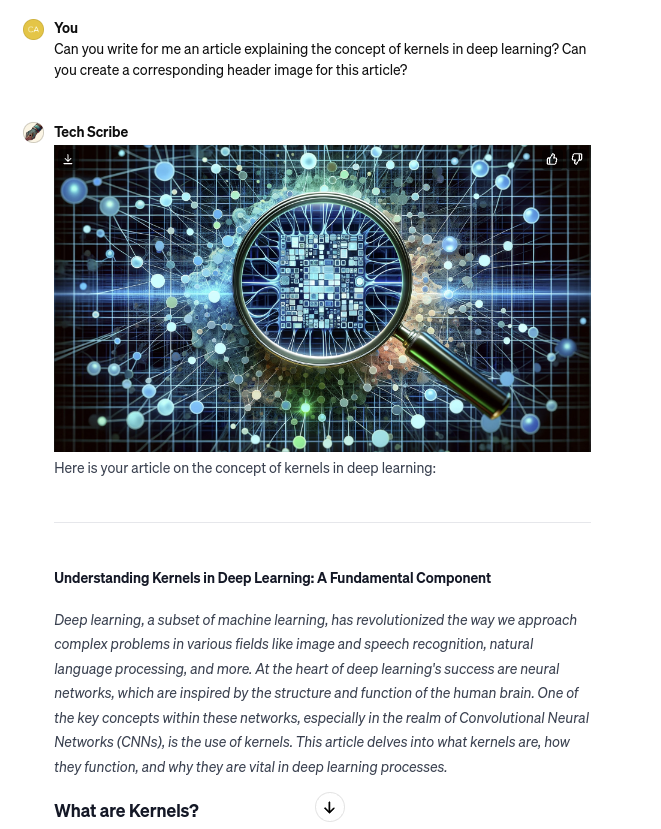 CA
You
Can you write for me an article explaining the concept of kernels in deep learning? Can
you create a corresponding header image for this article?
Tech Scribe
Here is your article on the concept of kernels in deep learning:
Understanding Kernels in Deep Learning: A Fundamental Component
Deep learning, a subset of machine learning, has revolutionized the way we approach
complex problems in various fields like image and speech recognition, natural
language processing, and more. At the heart of deep learning's success are neural
networks, which are inspired by the structure and function of the human brain. One of
the key concepts within these networks, especially in the realm of Convolutional Neural
Networks (CNNs), is the use of kernels. This article delves into what kernels are, how
they function, and why they are vital in deep learning processes.
What are Kernels?